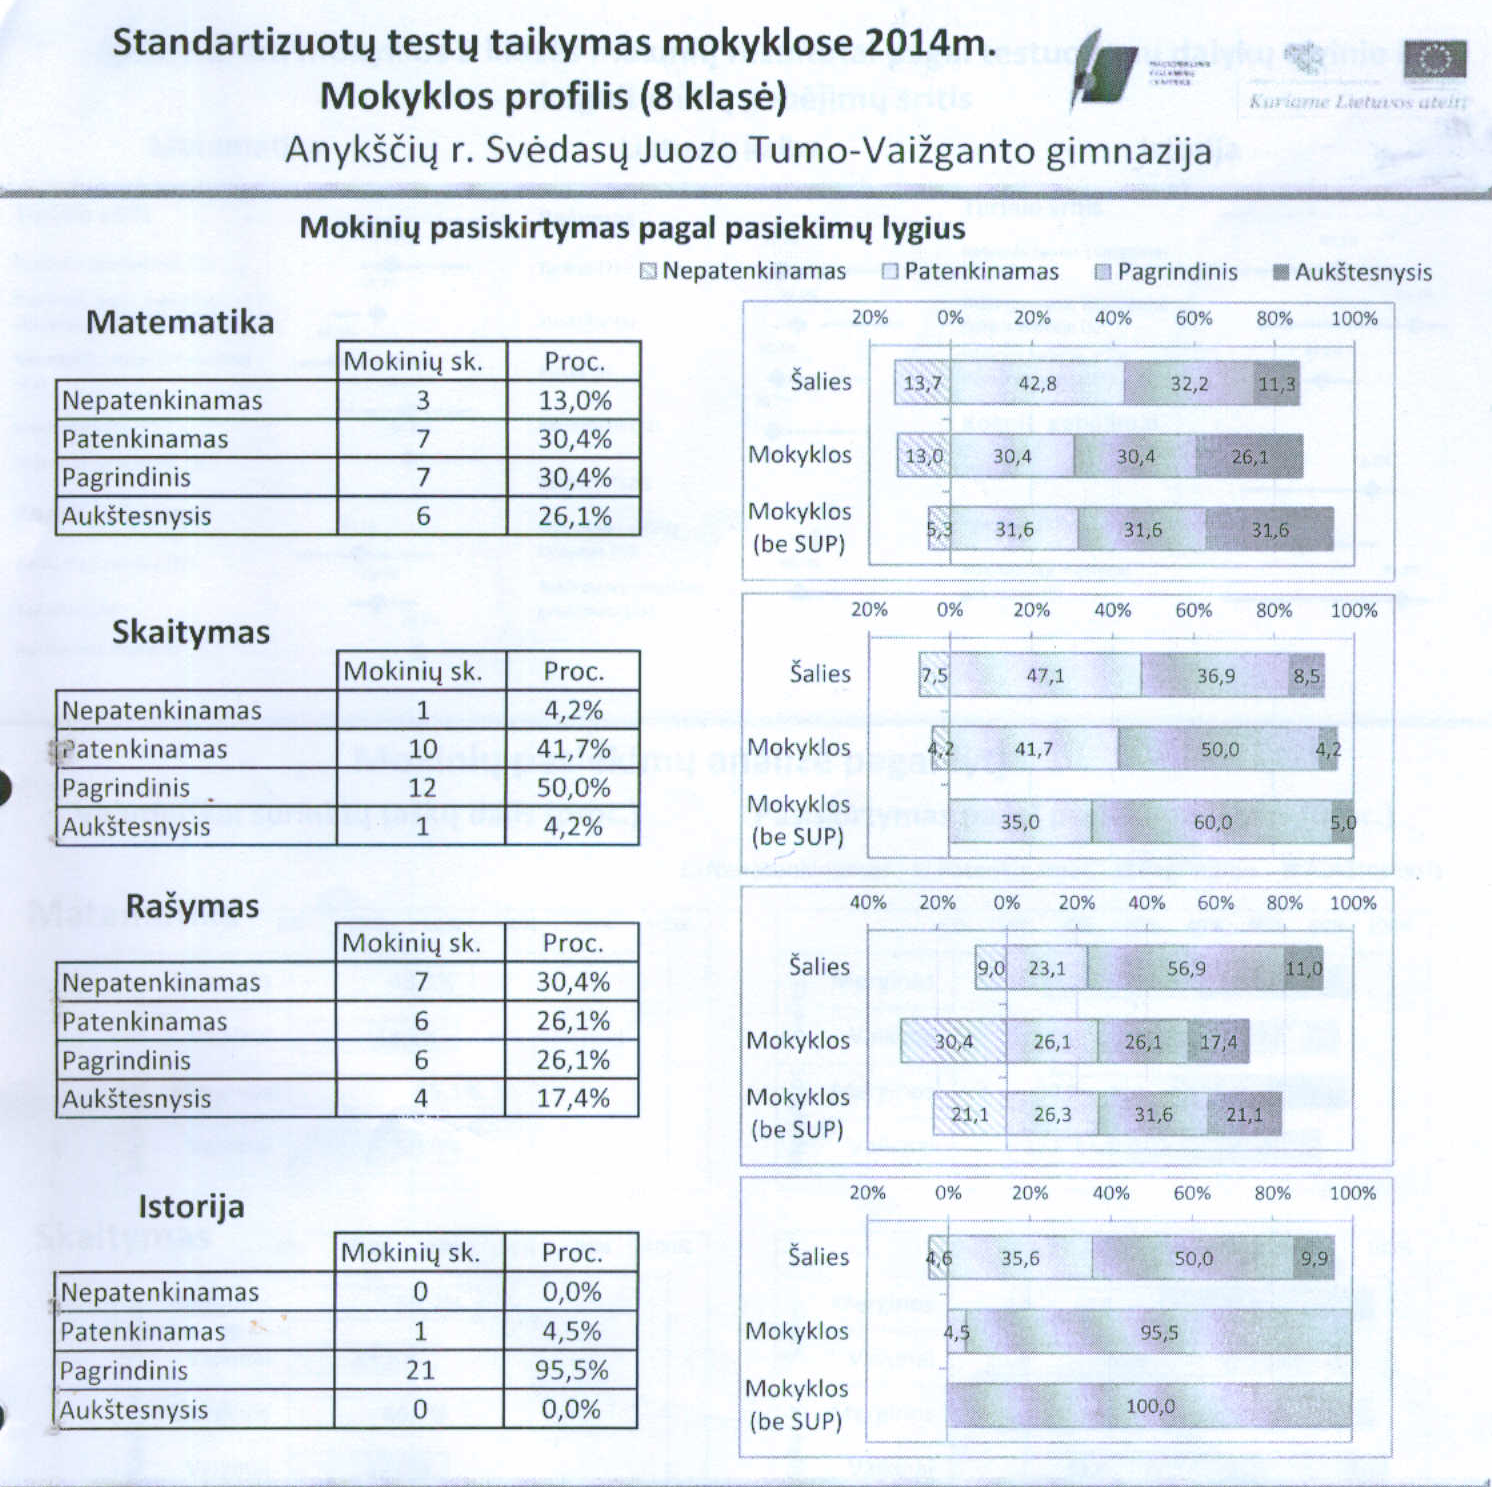 Standartizuotų testų taikymas mokyklose 2014m.
Mokyklos profilis (8 klasė)
Anykščių r. Svėdasų Juozo Tumo-Vaižganto gimnazija
Kuriame Lietuvos ateitį
Mokinių pasiskirtymas pagal pasiekimų lygius
Nepatenkinamas Patenkinamas Pagrindinis Aukštesnysis
Matematika
Mokinių sk. Proc.
Nepatenkinamas 3 13,0%
Patenkinamas 7 30,4%
Pagrindinis 7 30,4%
Aukštesnysis 6 26,1%
20% 0% 20% 40% 60% 80% 100%
Šalies 13,7 42,8 32,2 11,3
Mokyklos 13,0 30,4 30,4 26,1
Mokyklos
(be SUP) 5,3 31,6 31,6 31,6
Skaitymas
Mokinių sk. Proc.
Nepatenkinamas 1 4,2%
Patenkinamas 10 41,7%
Pagrindinis 12 50,0%
Aukštesnysis 1 4,2%
20% 0% 20% 40% 60% 80% 100%
Šalies 7,5 47,1 36,9 8,5
Mokyklos 4,2 41,7 50,0 4,2
Mokyklos
(be SUP) 35,0 60,0 5,0
Rašymas
Mokinių sk. Proc.
Nepatenkinamas 7 30,4%
Patenkinamas 6 26,1%
Pagrindinis 6 26,1%
Aukštesnysis 4 17,4%
40% 20% 0% 20% 40% 60% 80% 100%
Šalies 9,0 23,1 56,9 11,0
Mokyklos 30,4 26,1 26,1 17,4
Mokyklos
(be SUP) 21,1 26,3 31,6 21,1
Istorija
Mokinių sk. Proc.
Nepatenkinamas 0 0,0%
Patenkinamas 1 4,5%
Pagrindinis 21 95,5%
Aukštesnysis 0 0,0%
20% 0% 20% 40% 60% 80% 100%
Šalies 4,6 35,6 50,0 9,9
Mokyklos 4,5 95,5
Mokyklos
(be SUP) 100,0